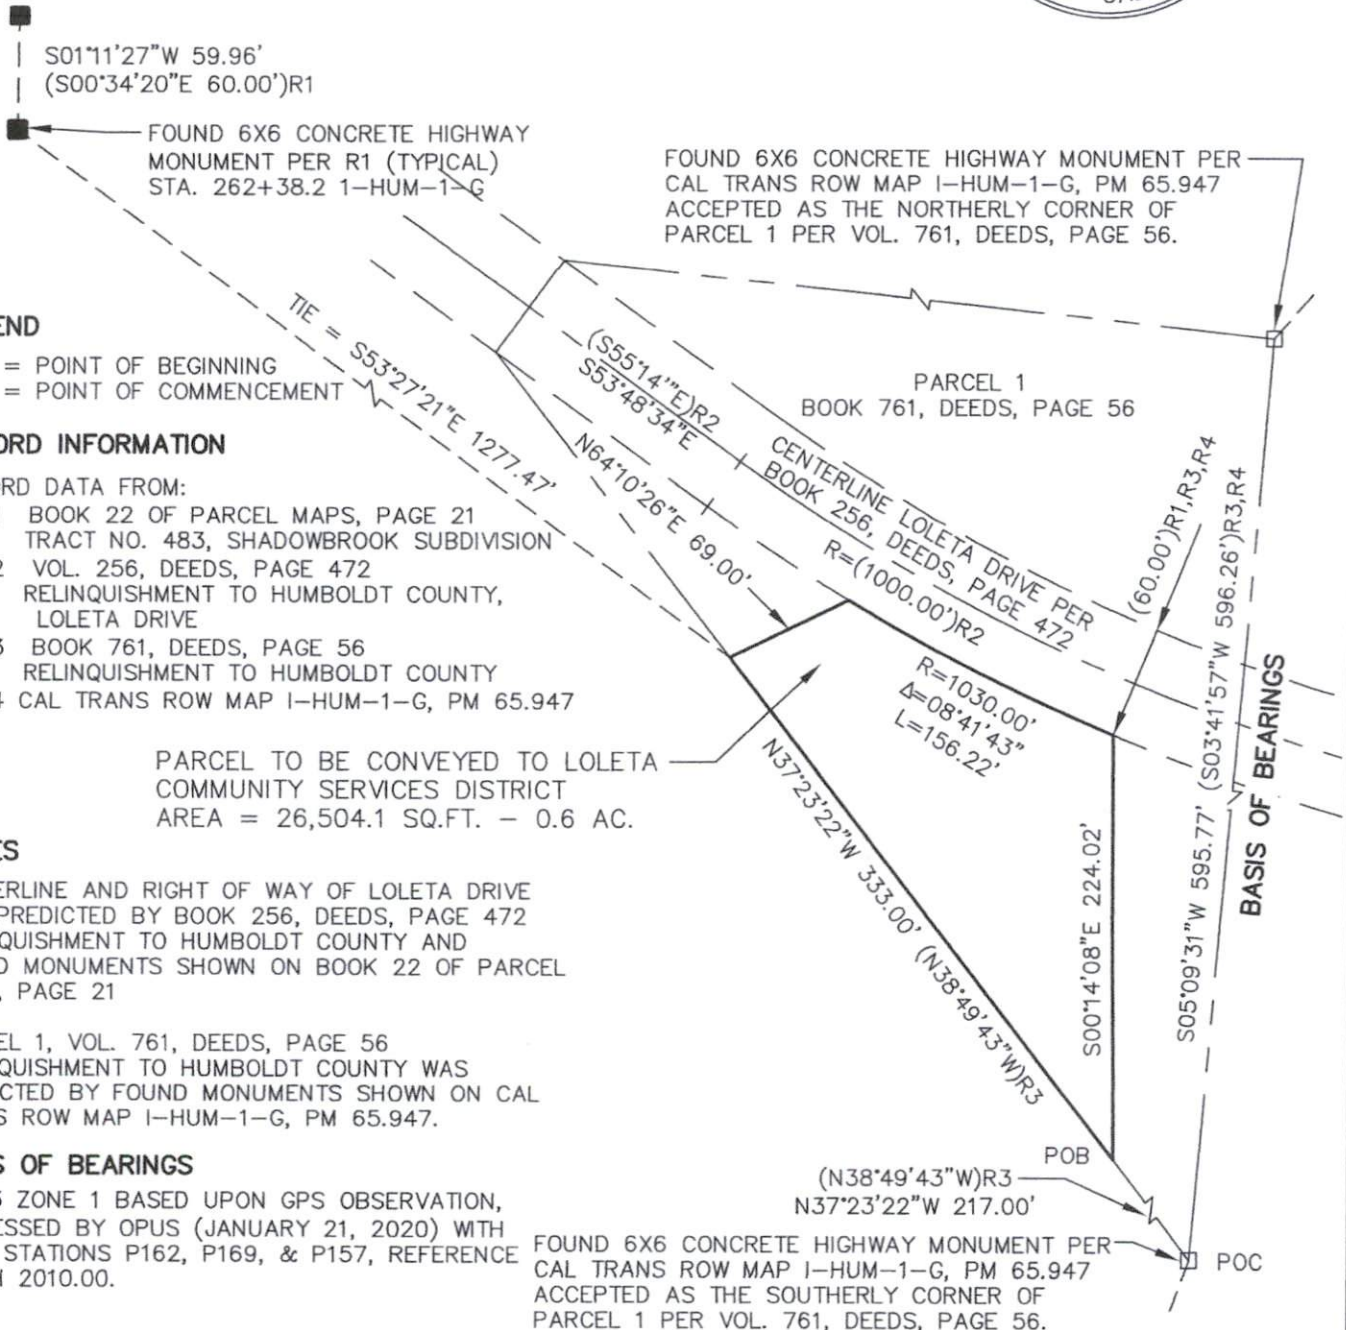 S01°11'27"W 59.96'
(S00°34'20"E 60.00')R1
FOUND 6X6 CONCRETE HIGHWAY
MONUMENT PER R1 (TYPICAL)
STA. 262+38.2 1-HUM-1-G
FOUND 6X6 CONCRETE HIGHWAY MONUMENT PER
CAL TRANS ROW MAP I-HUM-1-G, PM 65.947
ACCEPTED AS THE NORTHERLY CORNER OF
PARCEL 1 PER VOL. 761, DEEDS, PAGE 56.
END
= POINT OF BEGINNING
= POINT OF COMMENCEMENT
TIE = S53°27'21"E 1277.47'
(S55°14'"E)R2
S53°48'34"E
PARCEL 1
BOOK 761, DEEDS, PAGE 56
CENTERLINE LOLETA DRIVE PER
BOOK 256, DEEDS, PAGE 472
R=(1000.00')R2
N64°10'26"E 69.00'
(60.00')R1,R3,R4
S05°09'31"W 595.77' (S03°41'57"W 596.26')R3,R4
BASIS OF BEARINGS
ORD INFORMATION
RD DATA FROM:
BOOK 22 OF PARCEL MAPS, PAGE 21
TRACT NO. 483, SHADOWBROOK SUBDIVISION
2 VOL. 256, DEEDS, PAGE 472
RELINQUISHMENT TO HUMBOLDT COUNTY,
LOLETA DRIVE
3 BOOK 761, DEEDS, PAGE 56
RELINQUISHMENT TO HUMBOLDT COUNTY
4 CAL TRANS ROW MAP I-HUM-1-G, PM 65.947
R=1030.00'
Δ=08°41'43"
L=156.22'
PARCEL TO BE CONVEYED TO LOLETA
COMMUNITY SERVICES DISTRICT
AREA = 26,504.1 SQ.FT. - 0.6 AC.
N37°23'22"W 333.00' (N38°49'43"W)R3
S00°14'08"E 224.02'
ES
ERLINE AND RIGHT OF WAY OF LOLETA DRIVE
PREDICTED BY BOOK 256, DEEDS, PAGE 472
QUISHMENT TO HUMBOLDT COUNTY AND
D MONUMENTS SHOWN ON BOOK 22 OF PARCEL
, PAGE 21
EL 1, VOL. 761, DEEDS, PAGE 56
QUISHMENT TO HUMBOLDT COUNTY WAS
CTED BY FOUND MONUMENTS SHOWN ON CAL
S ROW MAP I-HUM-1-G, PM 65.947.
S OF BEARINGS
ZONE 1 BASED UPON GPS OBSERVATION,
ESSED BY OPUS (JANUARY 21, 2020) WITH
STATIONS P162, P169, & P157, REFERENCE
2010.00.
POB
(N38°49'43"W)R3
N37°23'22"W 217.00'
FOUND 6X6 CONCRETE HIGHWAY MONUMENT PER
CAL TRANS ROW MAP I-HUM-1-G, PM 65.947
ACCEPTED AS THE SOUTHERLY CORNER OF
PARCEL 1 PER VOL. 761, DEEDS, PAGE 56.
POC